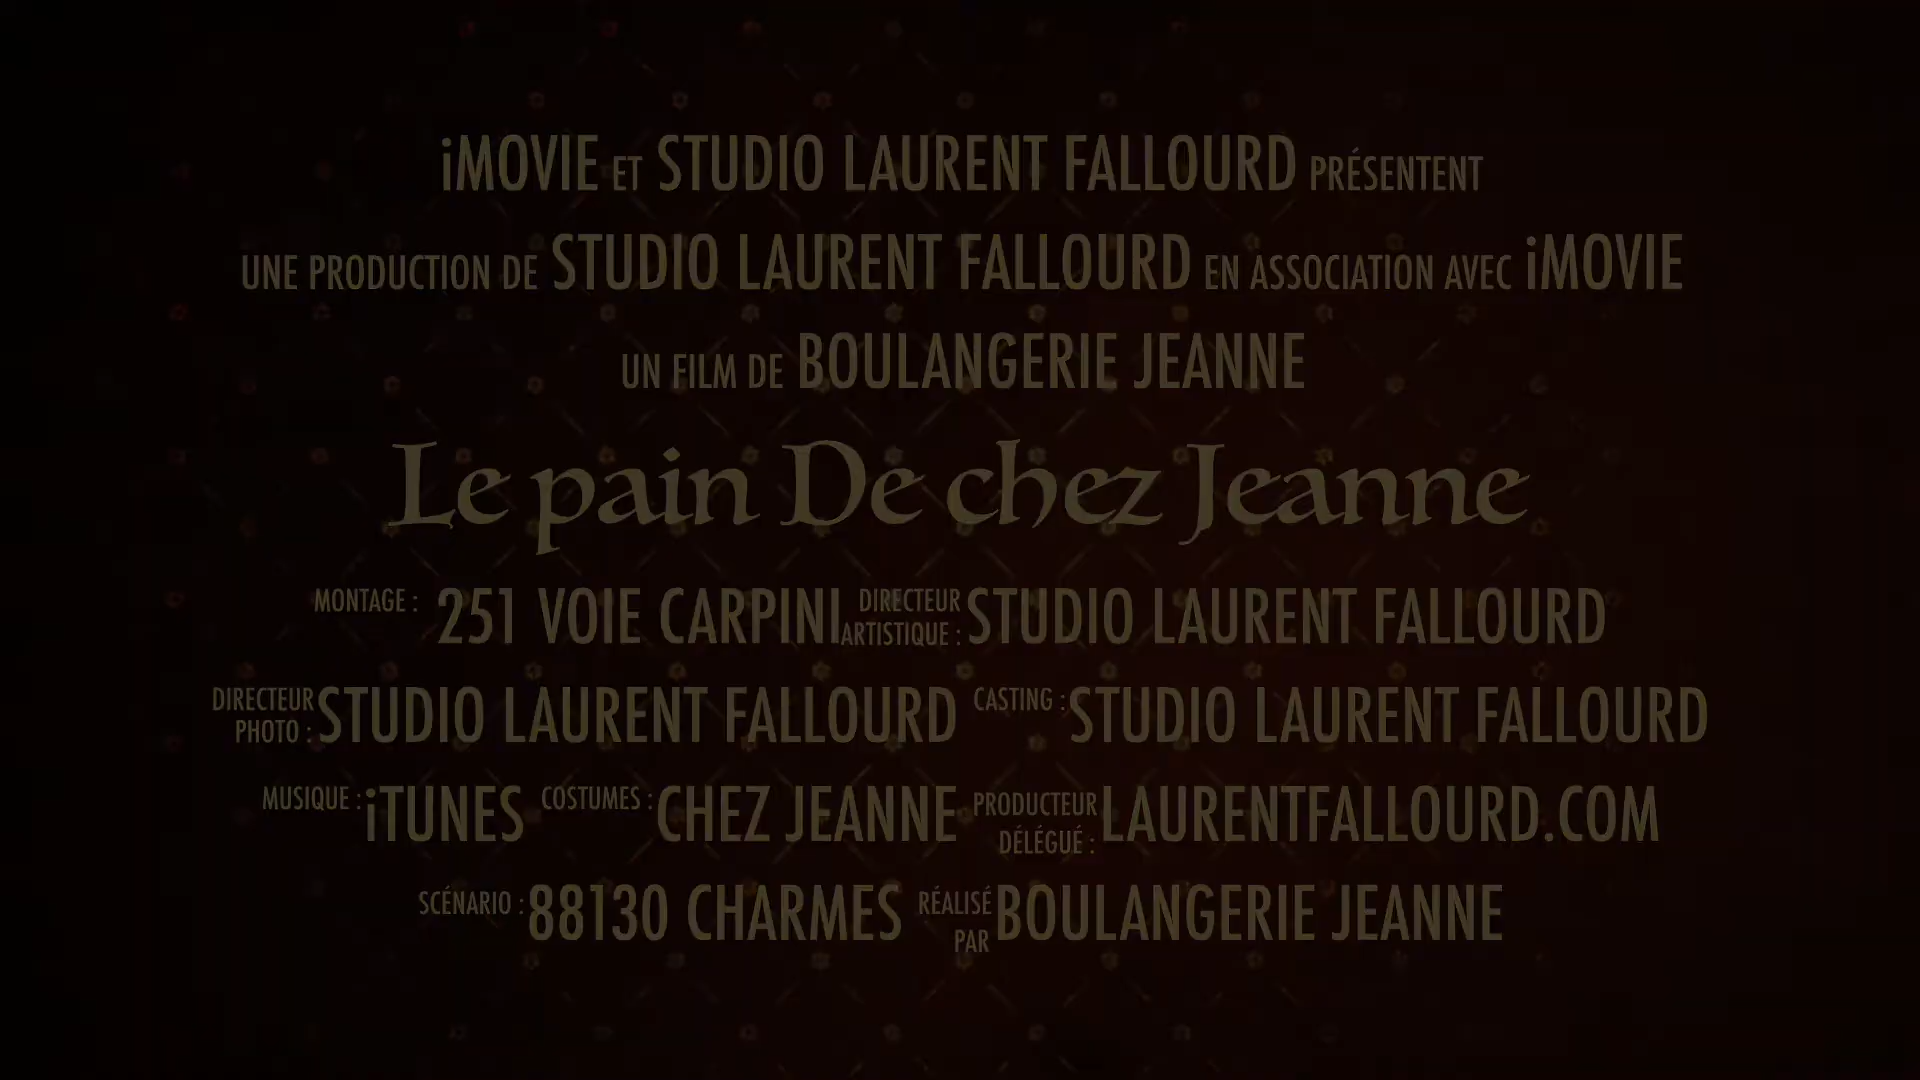 iMOVIE ET STUDIO LAURENT FALLOURD PRÉSENTENT
UNE PRODUCTION DE STUDIO LAURENT FALLOURD EN ASSOCIATION AVEC iMOVIE
UN FILM DE BOULANGERIE JEANNE
Le pain De chez Jeanne
MONTAGE : 251 VOIE CARPINI DIRECTEUR ARTISTIQUE : STUDIO LAURENT FALLOURD
DIRECTEUR PHOTO : STUDIO LAURENT FALLOURD CASTING : STUDIO LAURENT FALLOURD
MUSIQUE : iTUNES COSTUMES : CHEZ JEANNE PRODUCTEUR DÉLÉGUÉ : LAURENTFALLOURD.COM
SCÉNARIO : 88130 CHARMES RÉALISÉ PAR BOULANGERIE JEANNE